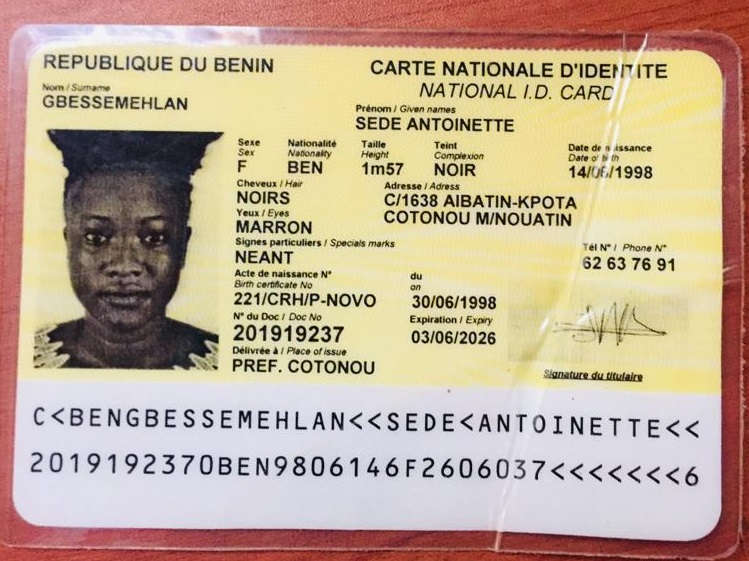 REPUBLIQUE DU BENIN
CARTE NATIONALE D'IDENTITE
NATIONAL I.D. CARD
Nom / Surname
GBESSEMEHLAN
Prénom / Given names
SEDE ANTOINETTE
Sexe Nationalité Taille Teint Date de naissance
Sex Nationality Height Complexion Date of birth
F BEN 1m57 NOIR 14/06/1998
Cheveux / Hair
NOIRS
Adresse / Adress
C/1638 AIBATIN-KPOTA
COTONOU M/NOUATIN
Yeux / Eyes
MARRON
Signes particuliers / Specials marks
NEANT
Tél N° / Phone N°
62 63 76 91
Acte de naissance N° du
Birth certificate No on
221/CRH/P-NOVO 30/06/1998
N° du Doc / Doc No Expiration / Expiry
201919237 03/06/2026
Délivrée à / Place of issue
PREF. COTONOU
Signature du titulaire
C<BENGBESSEMEHLAN<<SEDE<ANTOINETTE<<
2019192370BEN9806146F2606037<<<<<<<6